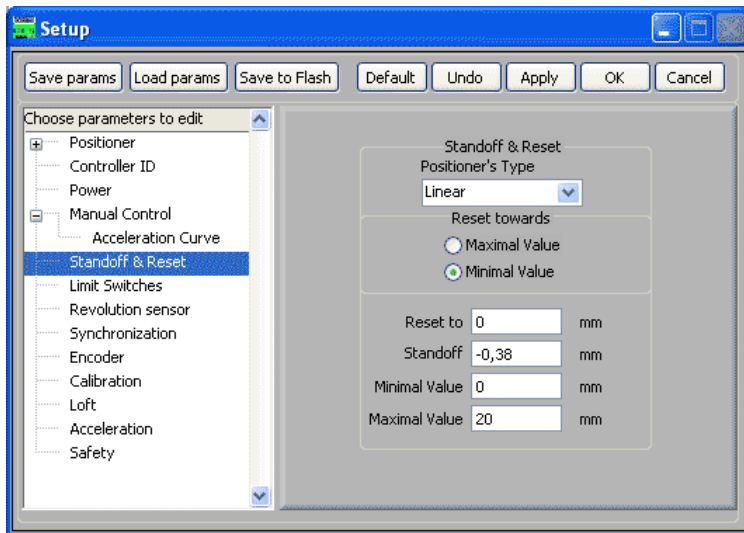 Setup
Save params Load params Save to Flash Default Undo Apply OK Cancel
Choose parameters to edit
Positioner
Controller ID
Power
Manual Control
Acceleration Curve
Standoff & Reset
Limit Switches
Revolution sensor
Synchronization
Encoder
Calibration
Loft
Acceleration
Safety
Standoff & Reset
Positioner's Type
Linear
Reset towards
Maximal Value
Minimal Value
Reset to 0 mm
Standoff -0,38 mm
Minimal Value 0 mm
Maximal Value 20 mm